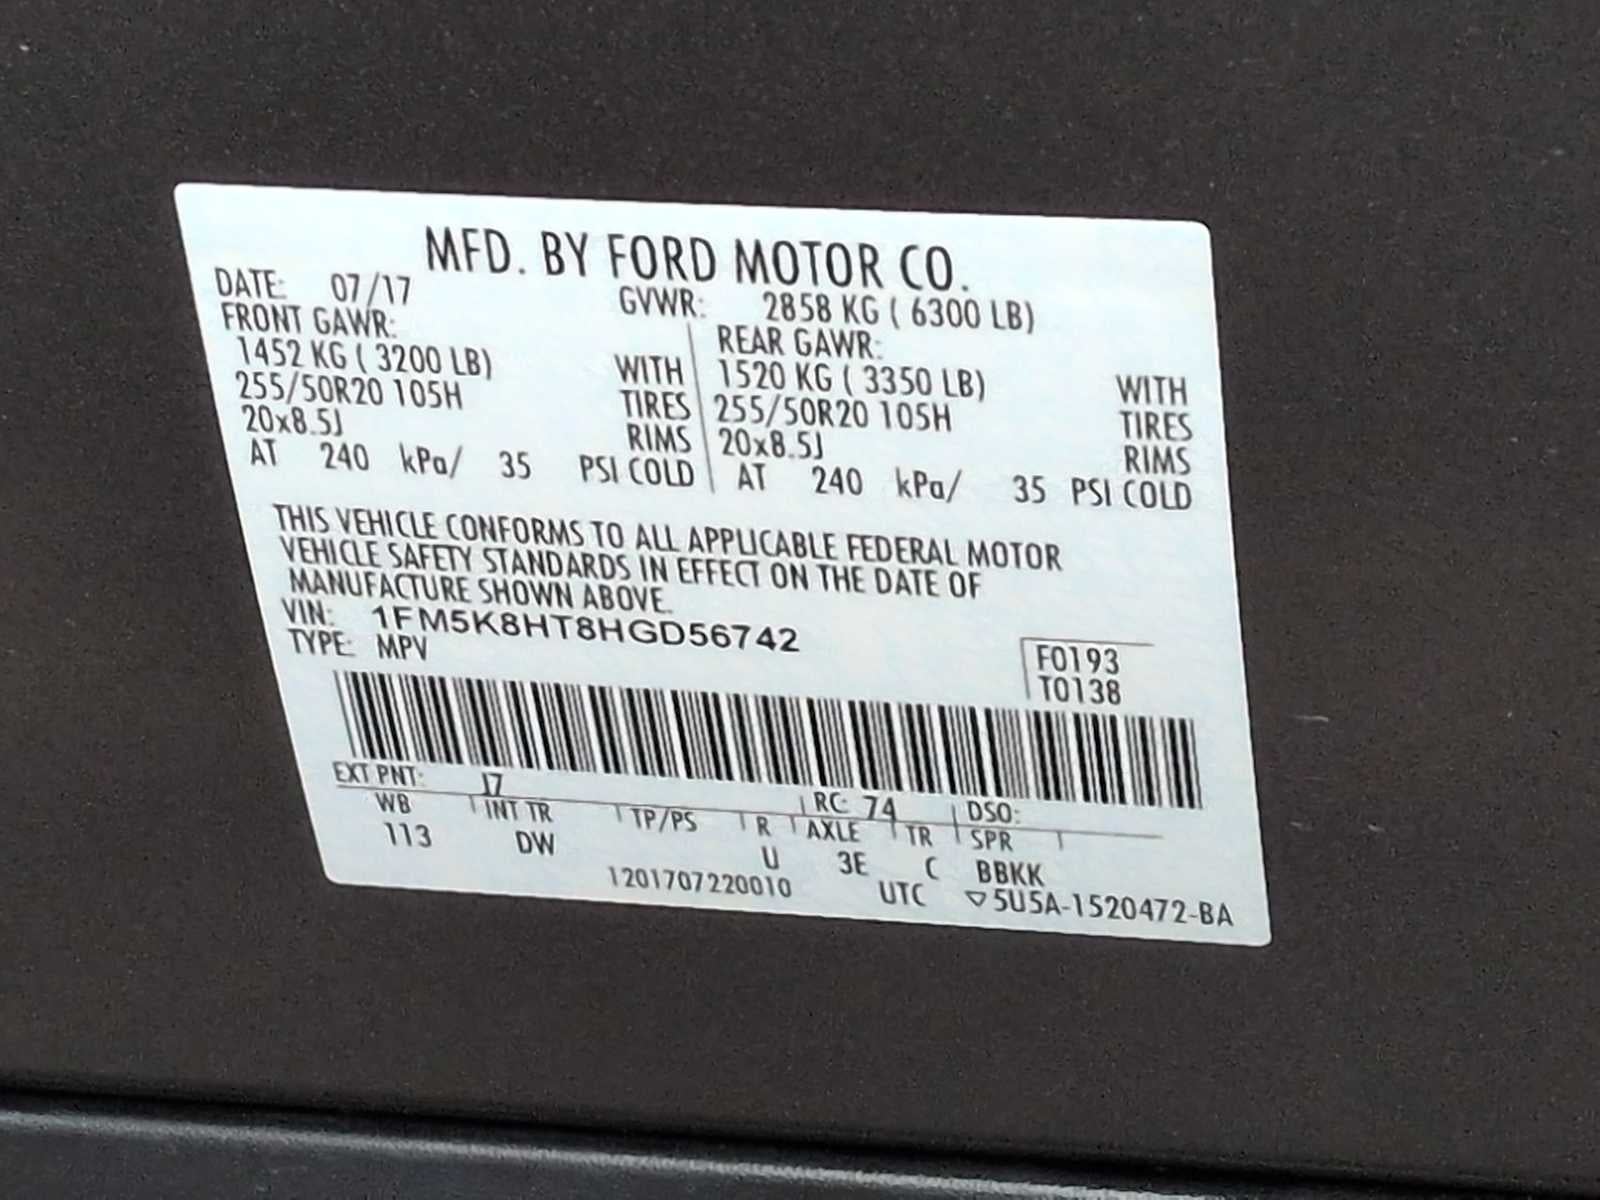 MFD. BY FORD MOTOR CO.
DATE: 07/17 GVWR: 2858 KG ( 6300 LB)
FRONT GAWR: REAR GAWR:
1452 KG ( 3200 LB) WITH 1520 KG ( 3350 LB) WITH
255/50R20 105H TIRES 255/50R20 105H TIRES
20x8.5J RIMS 20x8.5J RIMS
AT 240 kPa/ 35 PSI COLD AT 240 kPa/ 35 PSI COLD
THIS VEHICLE CONFORMS TO ALL APPLICABLE FEDERAL MOTOR
VEHICLE SAFETY STANDARDS IN EFFECT ON THE DATE OF
MANUFACTURE SHOWN ABOVE.
VIN: 1FM5K8HT8HGD56742
TYPE: MPV
F0193
T0138
EXT PNT: J7 RC: 74 DSO:
WB INT TR TP/PS R AXLE TR SPR
113 DW U 3E C BBKK
1201707220010 UTC ▽5U5A-1520472-BA